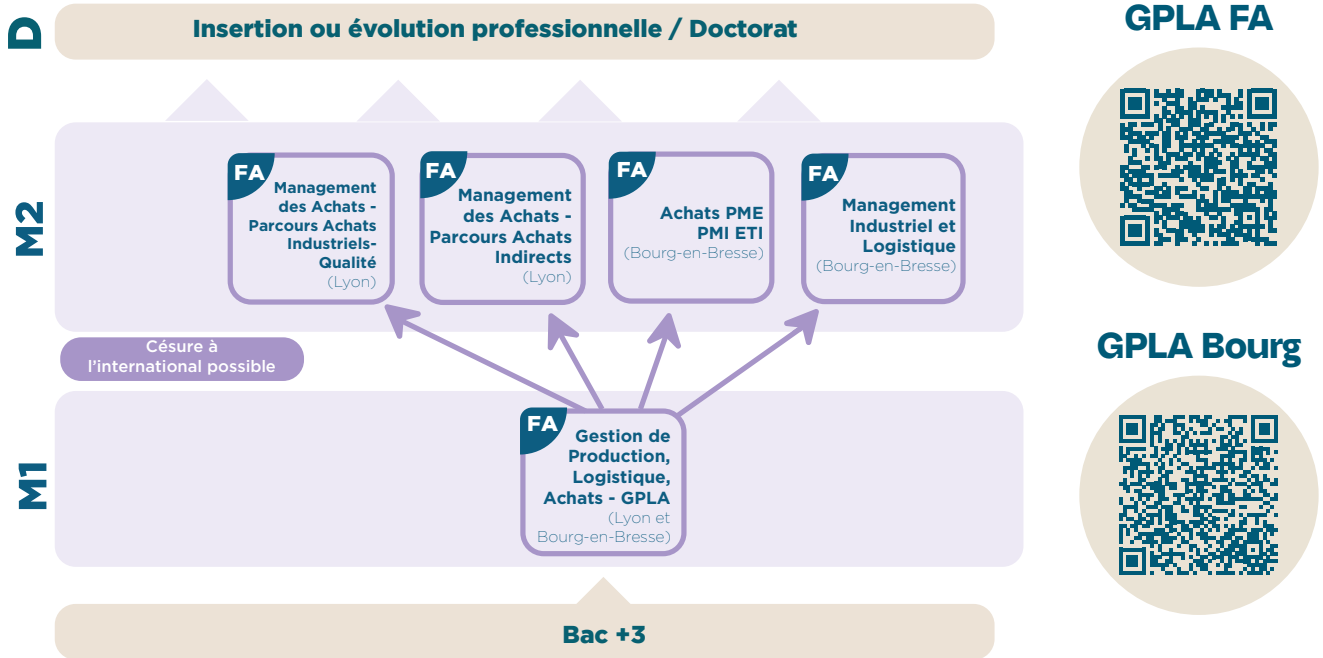 D
Insertion ou évolution professionnelle / Doctorat
M2
FA
Management
des Achats -
Parcours Achats
Industriels-
Qualité
(Lyon)
FA
Management
des Achats -
Parcours Achats
Indirects
(Lyon)
FA
Achats PME
PMI ETI
(Bourg-en-Bresse)
FA
Management
Industriel et
Logistique
(Bourg-en-Bresse)
Césure à
l'international possible
M1
FA
Gestion de
Production,
Logistique,
Achats - GPLA
(Lyon et
Bourg-en-Bresse)
Bac +3
GPLA FA
GPLA Bourg